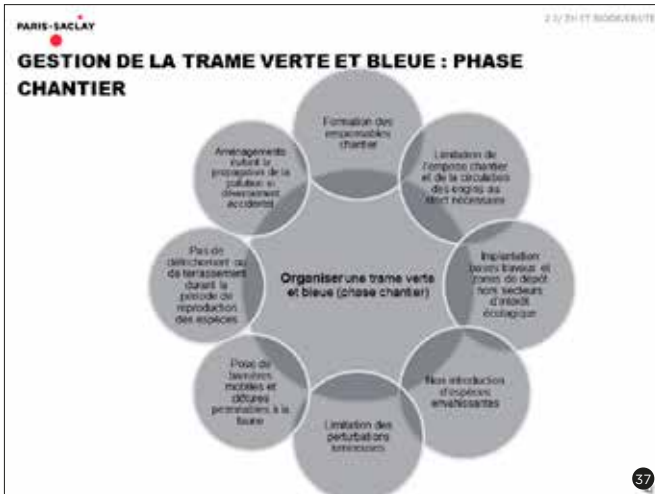 PARIS-SACLAY
GESTION DE LA TRAME VERTE ET BLEUE : PHASE
CHANTIER
Formation des
responsables
chantier
Limitation de
l'emprise chantier
et de la circulation
des engins au
strict nécessaire
Implantation
bases travaux et
zones de dépôt
hors secteurs
d'intérêt
écologique
Non introduction
d'espèces
envahissantes
Limitation des
perturbations
lumineuses
Pose de
barrières
mobiles et
clôtures
perméables à la
faune
Pas de
défrichement ou
de terrassement
durant la
période de
reproduction
des espèces
Aménagements
évitant la
propagation de la
pollution si
déversement
accidentel
Organiser une trame verte
et bleue (phase chantier)
37